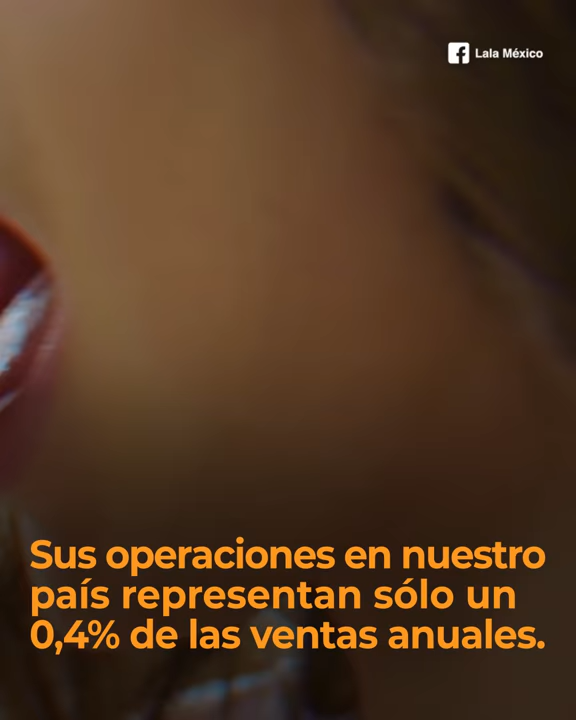 Lala México
Sus operaciones en nuestro
país representan sólo un
0,4% de las ventas anuales.